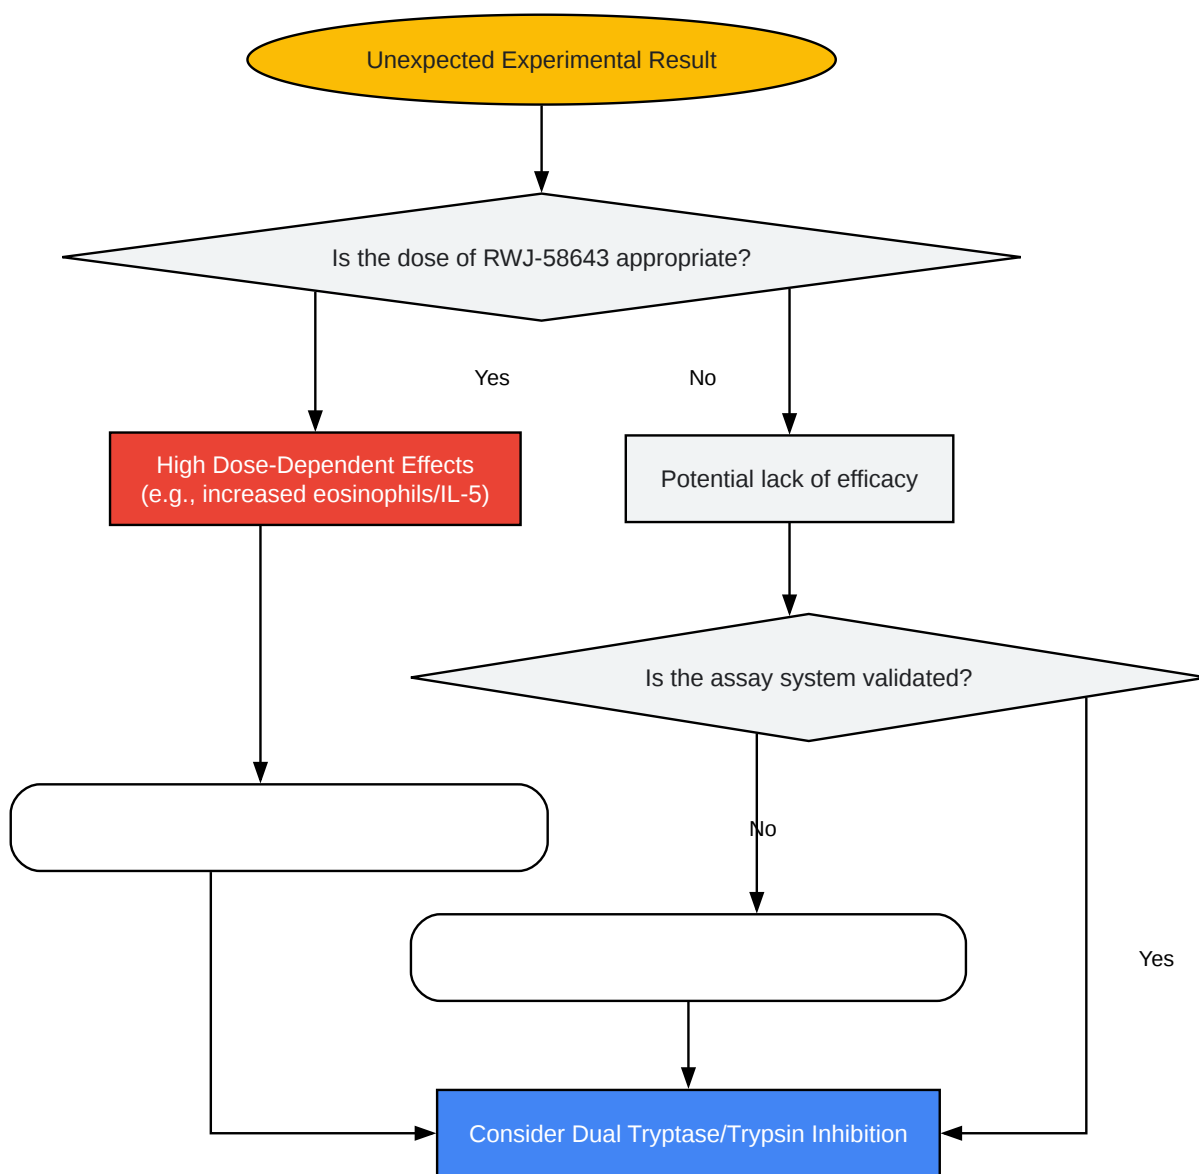 Unexpected Experimental Result
Is the dose of RWJ-58643 appropriate?
Yes
No
High Dose-Dependent Effects
(e.g., increased eosinophils/IL-5)
Potential lack of efficacy
Is the assay system validated?
No
Yes
Consider Dual Tryptase/Trypsin Inhibition